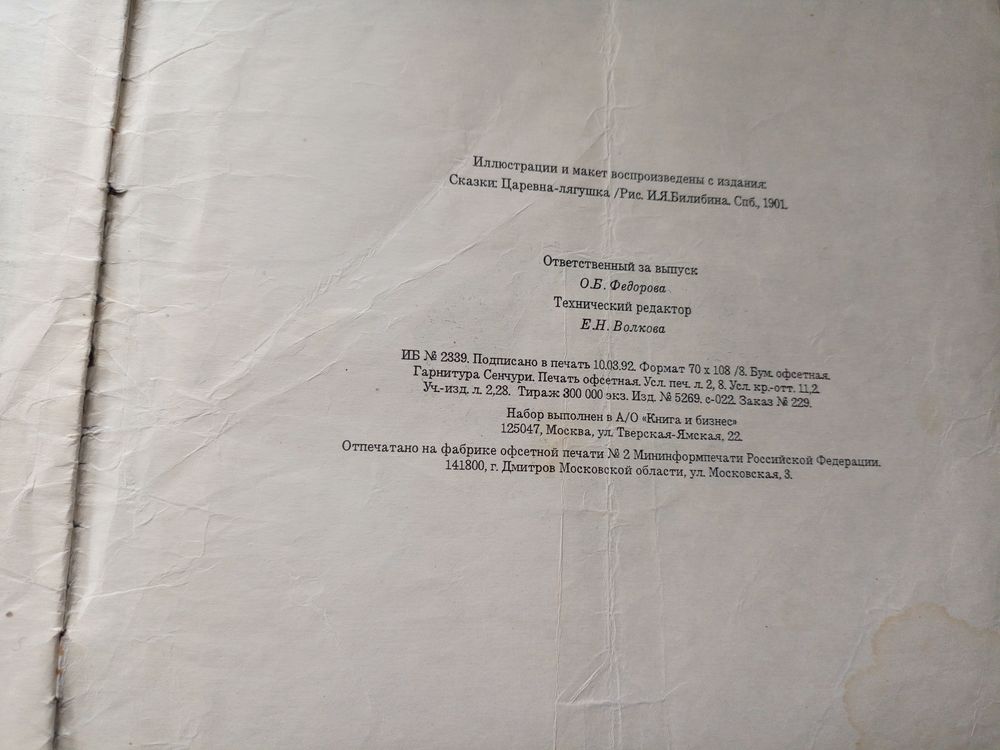 Иллюстрации и макет воспроизведены с издания:
Сказки: Царевна-лягушка /Рис. И.Я.Билибина. Спб., 1901.
Ответственный за выпуск
О.Б. Федорова
Технический редактор
Е.Н. Волкова
ИБ № 2339. Подписано в печать 10.03.92. Формат 70 x 108 /8. Бум. офсетная.
Гарнитура Сенчури. Печать офсетная. Усл. печ. л. 2, 8. Усл. кр.-отт. 11,2.
Уч.-изд. л. 2,28. Тираж 300 000 экз. Изд. № 5269. с-022. Заказ № 229.
Набор выполнен в А/О «Книга и бизнес»
125047, Москва, ул. Тверская-Ямская, 22.
Отпечатано на фабрике офсетной печати № 2 Мининформпечати Российской Федерации.
141800, г. Дмитров Московской области, ул. Московская, 3.